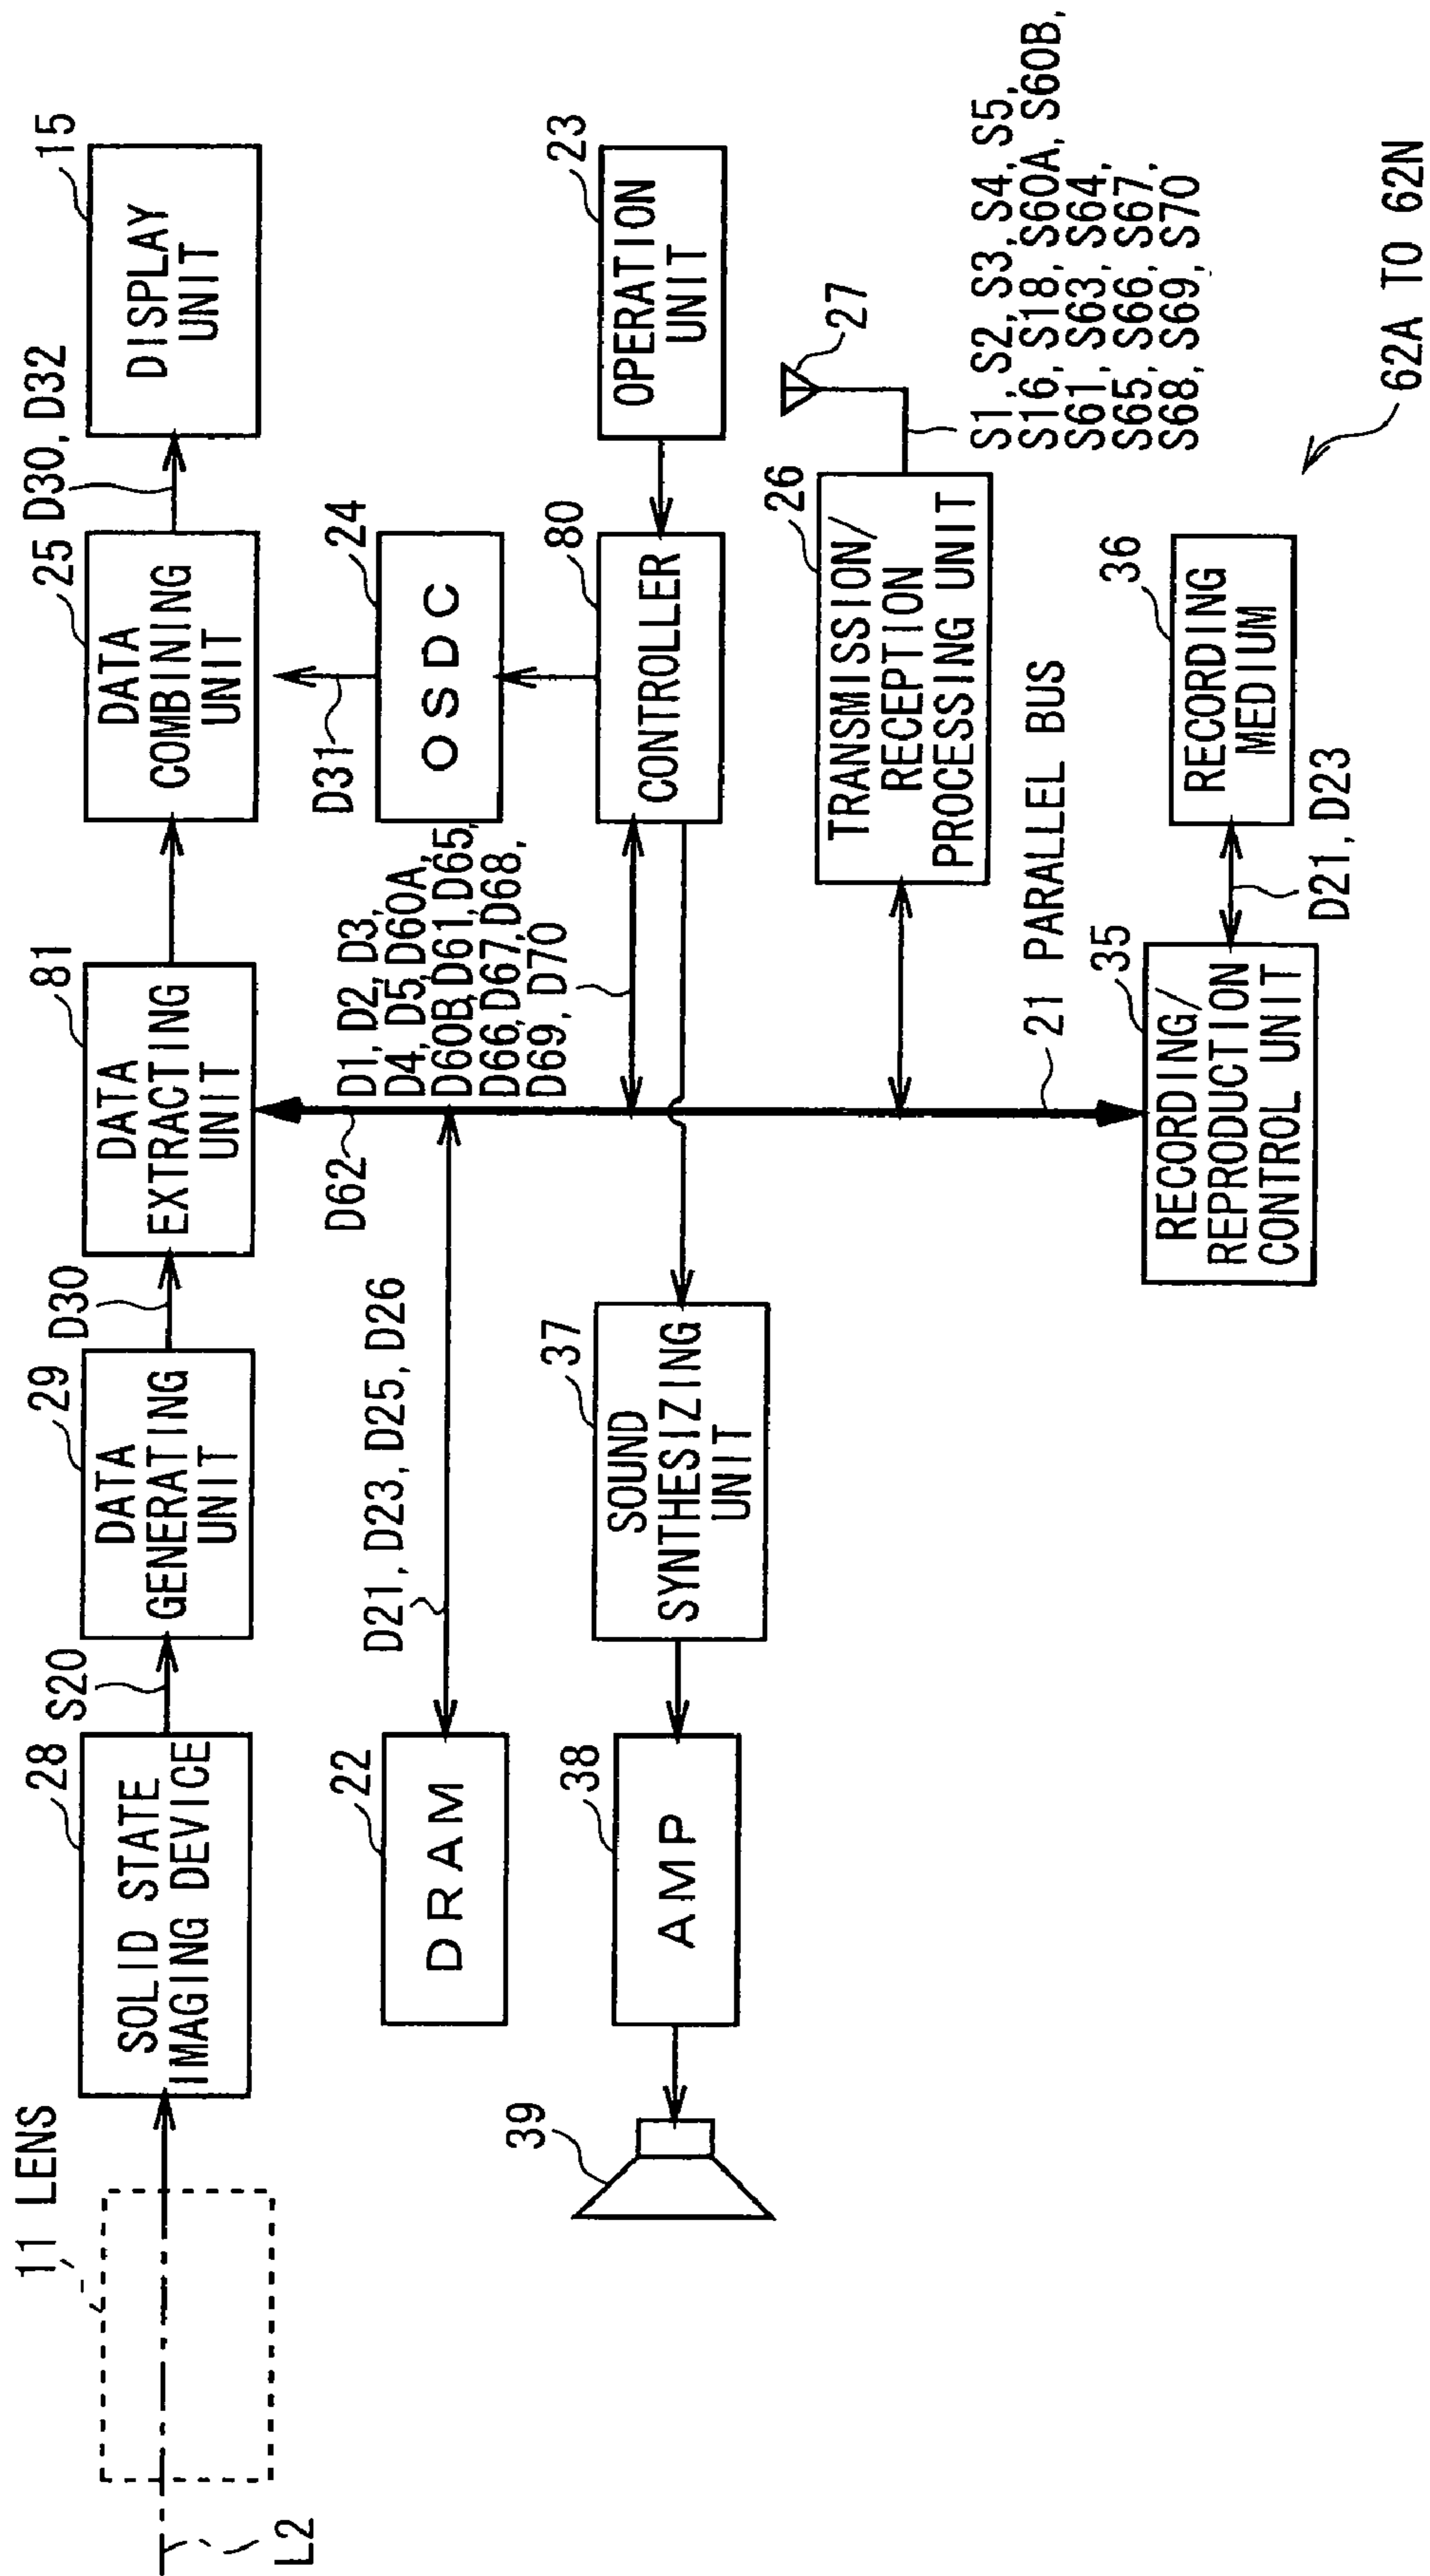 11 LENS
L2
28
SOLID STATE
IMAGING DEVICE
S20
29
DATA
GENERATING
UNIT
D30
81
DATA
EXTRACTING
UNIT
25
DATA
COMBINING
UNIT
D30, D32
15
DISPLAY
UNIT
22
DRAM
D21, D23, D25, D26
D62
D1, D2, D3,
D4, D5, D60A,
D60B, D61, D65,
D66, D67, D68,
D69, D70
D31
24
OSDC
39
38
AMP
37
SOUND
SYNTHESIZING
UNIT
80
CONTROLLER
23
OPERATION
UNIT
26
TRANSMISSION/
RECEPTION
PROCESSING UNIT
27
S1, S2, S3, S4, S5,
S16, S18, S60A, S60B,
S61, S63, S64,
S65, S66, S67,
S68, S69, S70
21 PARALLEL BUS
35
RECORD/
REPRODUCTION
CONTROL UNIT
D21, D23
36
RECORDING
MEDIUM
62A TO 62N